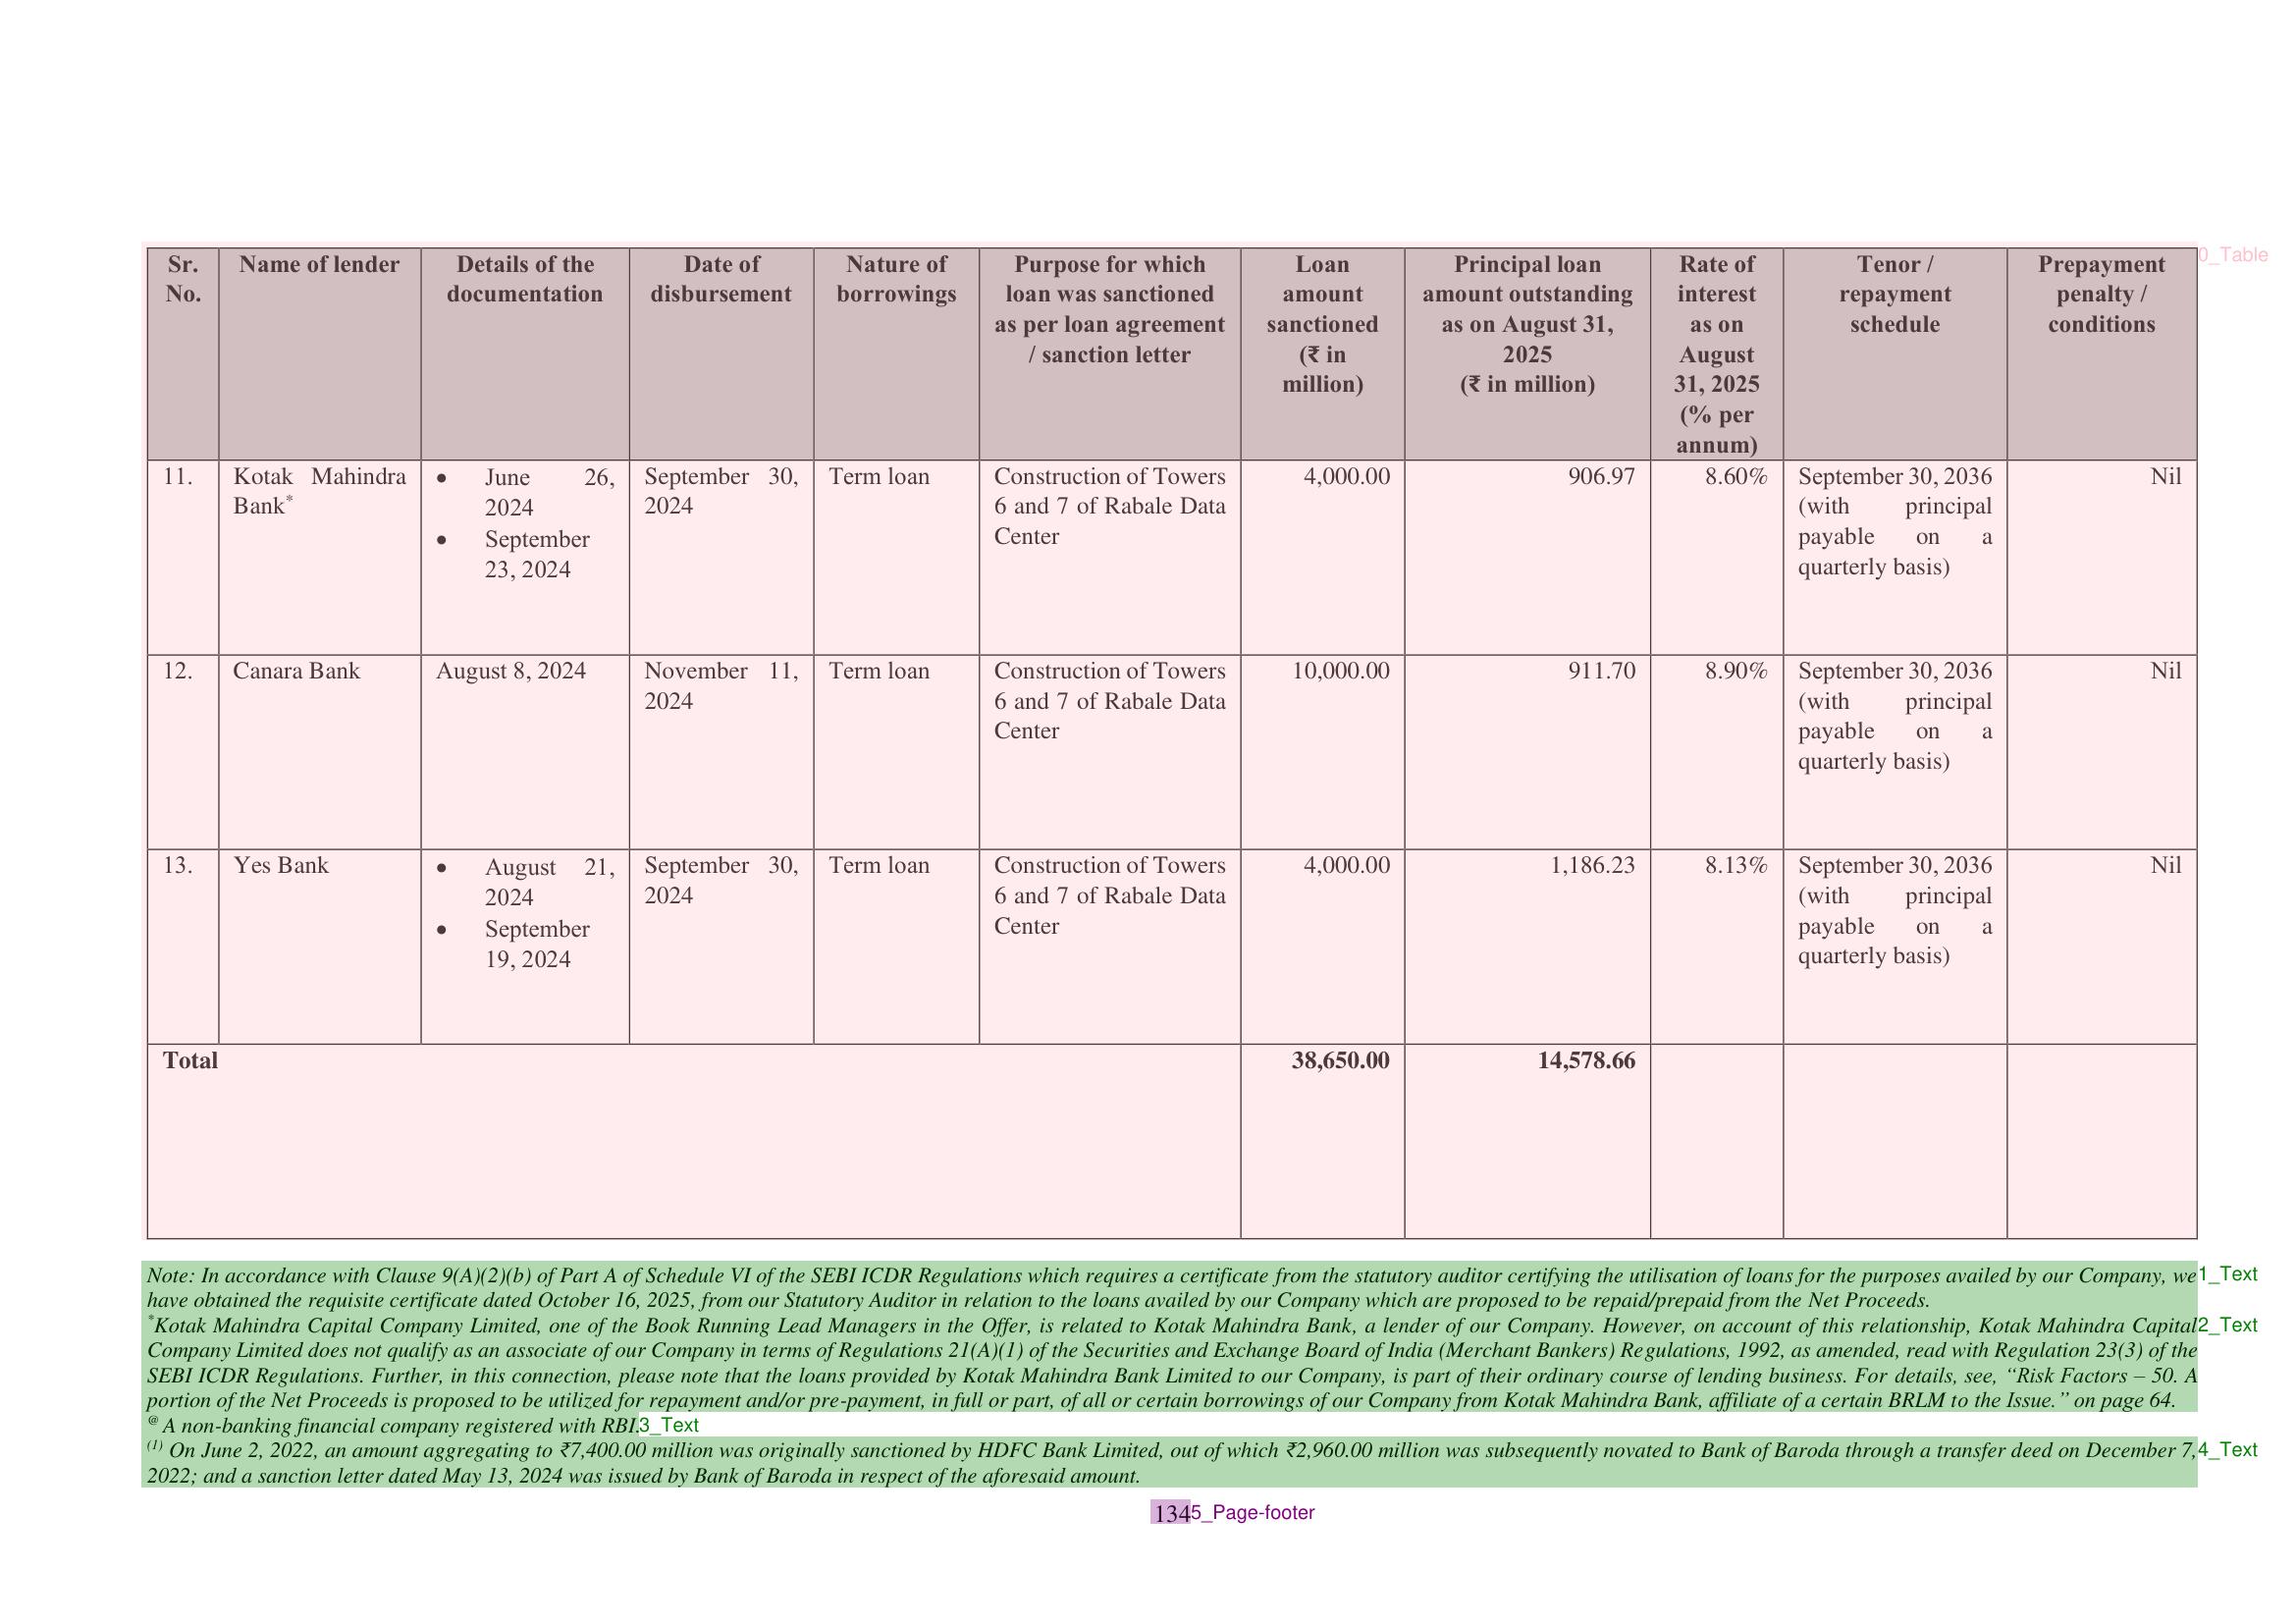 Sr. No.
Name of lender
Details of the documentation
Date of disbursement
Nature of borrowings
Purpose for which loan was sanctioned as per loan agreement / sanction letter
Loan amount sanctioned (₹ in million)
Principal loan amount outstanding as on August 31, 2025 (₹ in million)
Rate of interest as on August 31, 2025 (% per annum)
Tenor / repayment schedule
Prepayment penalty / conditions
0_Table
11.
Kotak Mahindra Bank*
• June 26, 2024
• September 23, 2024
September 30, 2024
Term loan
Construction of Towers 6 and 7 of Rabale Data Center
4,000.00
906.97
8.60%
September 30, 2036 (with principal payable on a quarterly basis)
Nil
12.
Canara Bank
August 8, 2024
November 11, 2024
Term loan
Construction of Towers 6 and 7 of Rabale Data Center
10,000.00
911.70
8.90%
September 30, 2036 (with principal payable on a quarterly basis)
Nil
13.
Yes Bank
• August 21, 2024
• September 19, 2024
September 30, 2024
Term loan
Construction of Towers 6 and 7 of Rabale Data Center
4,000.00
1,186.23
8.13%
September 30, 2036 (with principal payable on a quarterly basis)
Nil
Total
38,650.00
14,578.66
Note: In accordance with Clause 9(A)(2)(b) of Part A of Schedule VI of the SEBI ICDR Regulations which requires a certificate from the statutory auditor certifying the utilisation of loans for the purposes availed by our Company, we 1_Text
have obtained the requisite certificate dated October 16, 2025, from our Statutory Auditor in relation to the loans availed by our Company which are proposed to be repaid/prepaid from the Net Proceeds.
*Kotak Mahindra Capital Company Limited, one of the Book Running Lead Managers in the Offer, is related to Kotak Mahindra Bank, a lender of our Company. However, on account of this relationship, Kotak Mahindra Capital 2_Text
Company Limited does not qualify as an associate of our Company in terms of Regulations 21(A)(1) of the Securities and Exchange Board of India (Merchant Bankers) Regulations, 1992, as amended, read with Regulation 23(3) of the
SEBI ICDR Regulations. Further, in this connection, please note that the loans provided by Kotak Mahindra Bank Limited to our Company, is part of their ordinary course of lending business. For details, see, “Risk Factors – 50. A
portion of the Net Proceeds is proposed to be utilized for repayment and/or pre-payment, in full or part, of all or certain borrowings of our Company from Kotak Mahindra Bank, affiliate of a certain BRLM to the Issue.” on page 64.
@ A non-banking financial company registered with RBI. 3_Text
(1) On June 2, 2022, an amount aggregating to ₹7,400.00 million was originally sanctioned by HDFC Bank Limited, out of which ₹2,960.00 million was subsequently novated to Bank of Baroda through a transfer deed on December 7, 4_Text
2022; and a sanction letter dated May 13, 2024 was issued by Bank of Baroda in respect of the aforesaid amount.
134 5_Page-footer